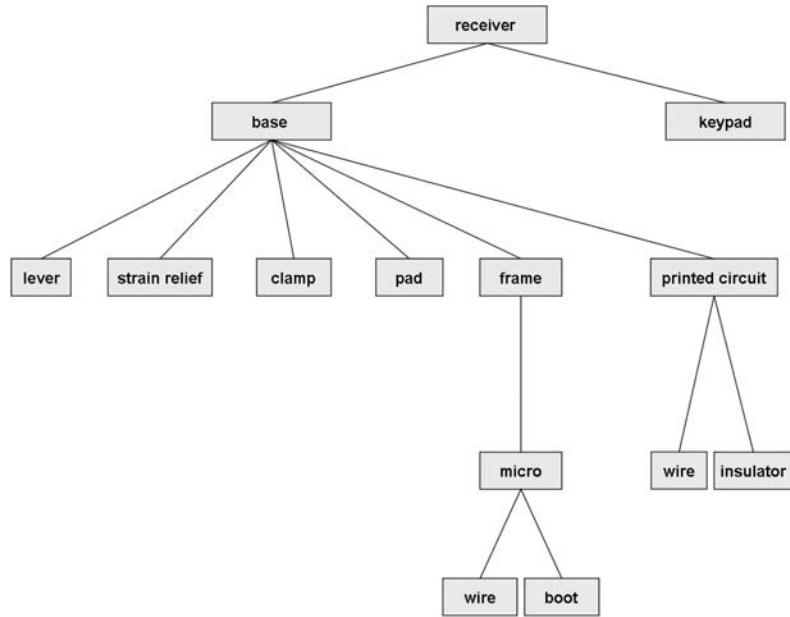 receiver
base
keypad
lever
strain relief
clamp
pad
frame
printed circuit
micro
wire
insulator
wire
boot